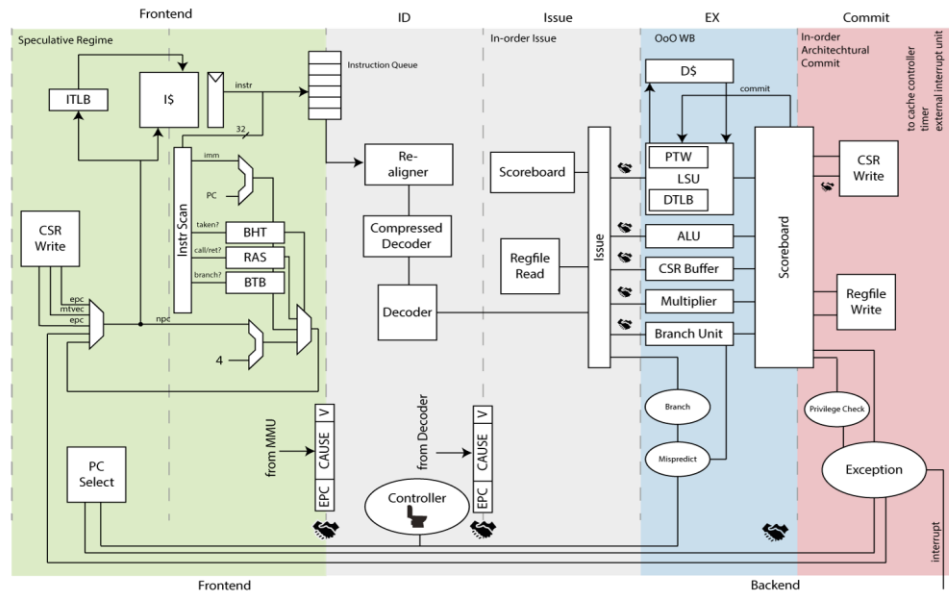 Frontend
ID
Issue
EX
Commit
Speculative Regime
In-order Issue
OoO WB
In-order
Architechtural
Commit
to cache controller
timer
external interrupt unit
ITLB
I$
instr
Instruction Queue
32
D$
commit
Re-
aligner
Compressed
Decoder
Decoder
Scoreboard
Regfile
Read
Issue
PTW
LSU
DTLB
ALU
CSR Buffer
Multiplier
Branch Unit
Scoreboard
CSR
Write
Regfile
Write
Instr Scan
imm
PC
taken?
BHT
call/ret?
RAS
branch?
BTB
CSR
Write
epc
mtvec
epc
npc
4
Branch
Mispredict
Privilege Check
Exception
PC
Select
from MMU
EPC
CAUSE
V
from Decoder
EPC
CAUSE
V
Controller
interrupt
Frontend
Backend